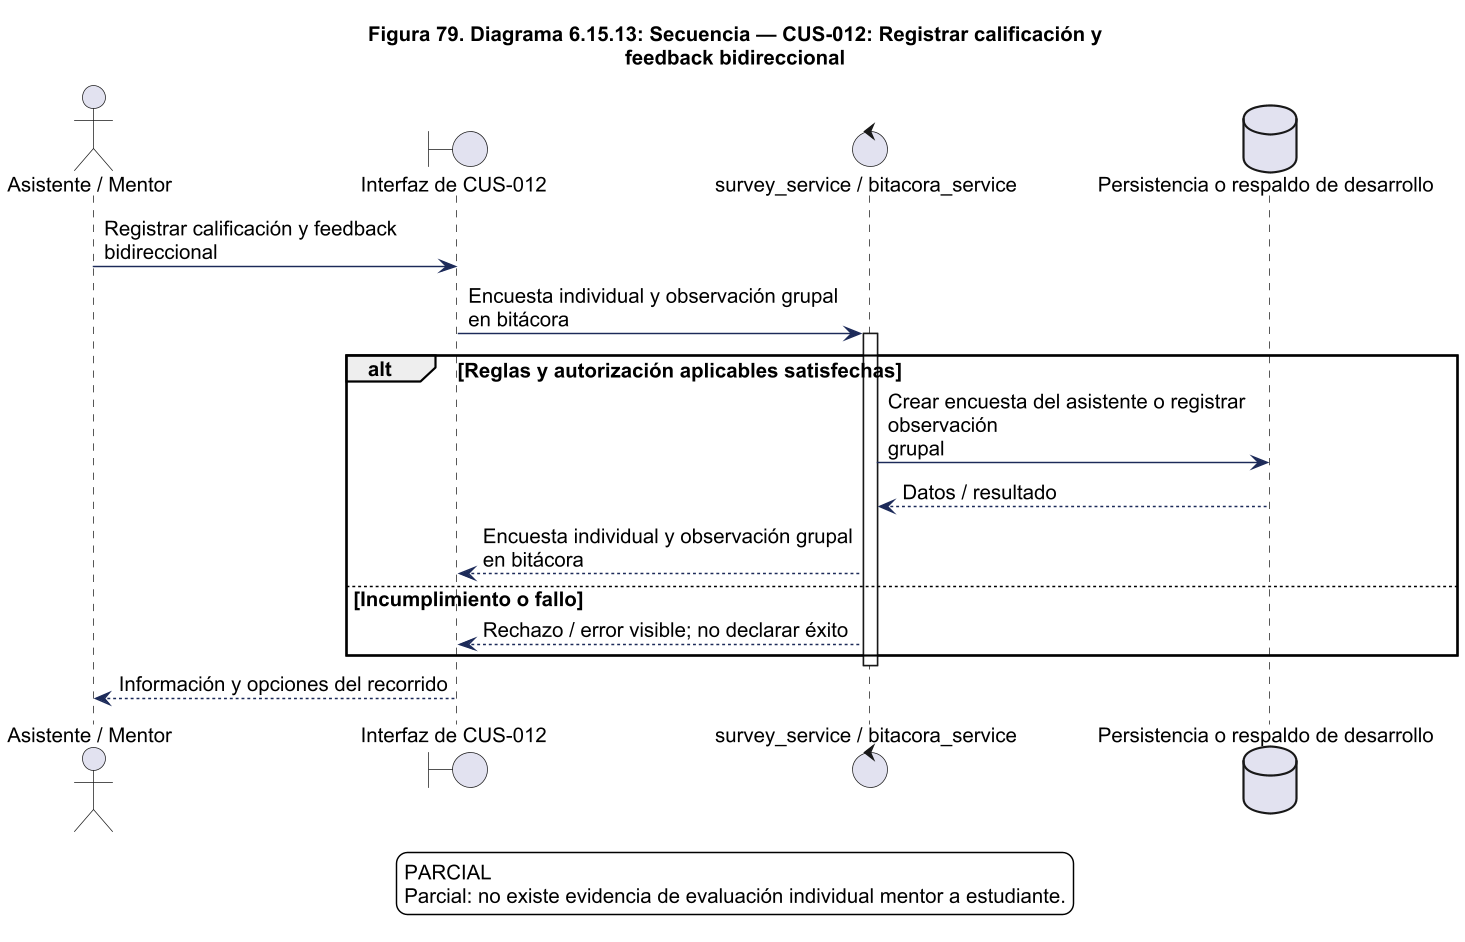 Figura 79. Diagrama 6.15.13: Secuencia — CUS-012: Registrar calificación y
feedback bidireccional
Asistente / Mentor
Interfaz de CUS-012
survey_service / bitacora_service
Persistencia o respaldo de desarrollo
Registrar calificación y feedback
bidireccional
Encuesta individual y observación grupal
en bitácora
alt
[Reglas y autorización aplicables satisfechas]
Crear encuesta del asistente o registrar
observación
grupal
Datos / resultado
Encuesta individual y observación grupal
en bitácora
[Incumplimiento o fallo]
Rechazo / error visible; no declarar éxito
Información y opciones del recorrido
Asistente / Mentor
Interfaz de CUS-012
survey_service / bitacora_service
Persistencia o respaldo de desarrollo
PARCIAL
Parcial: no existe evidencia de evaluación individual mentor a estudiante.